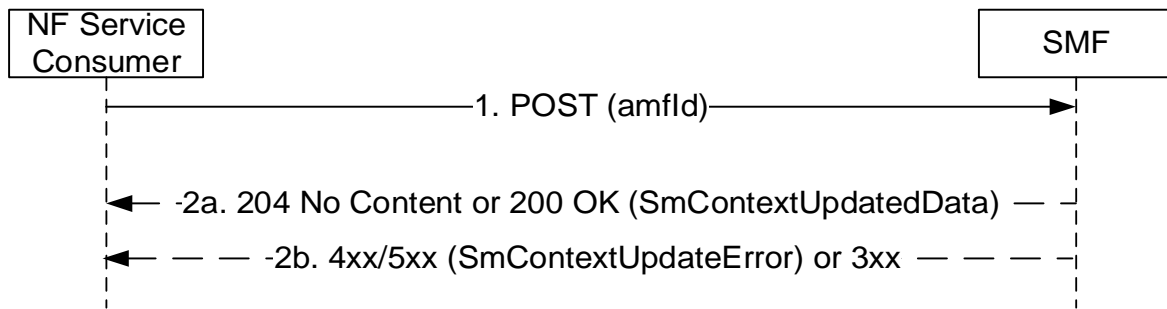 NF Service
Consumer
SMF
1. POST (amfId)
2a. 204 No Content or 200 OK (SmContextUpdatedData)
2b. 4xx/5xx (SmContextUpdateError) or 3xx